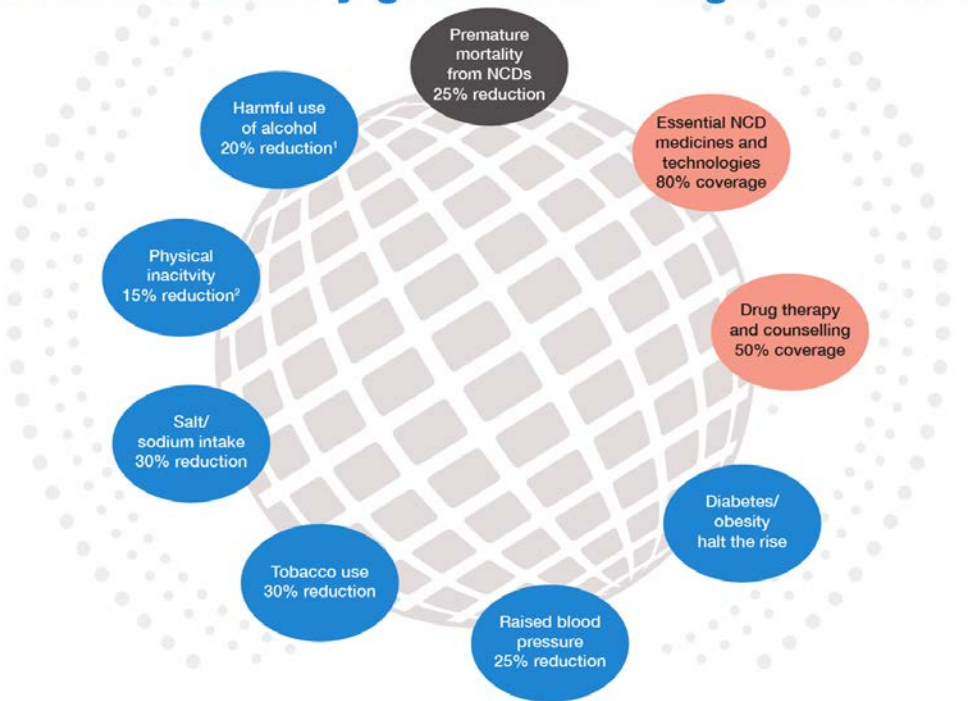 Premature
mortality
from NCDs
25% reduction
Harmful use
of alcohol
20% reduction¹
Essential NCD
medicines and
technologies
80% coverage
Physical
inacitvity
15% reduction²
Drug therapy
and counselling
50% coverage
Salt/
sodium intake
30% reduction
Diabetes/
obesity
halt the rise
Tobacco use
30% reduction
Raised blood
pressure
25% reduction